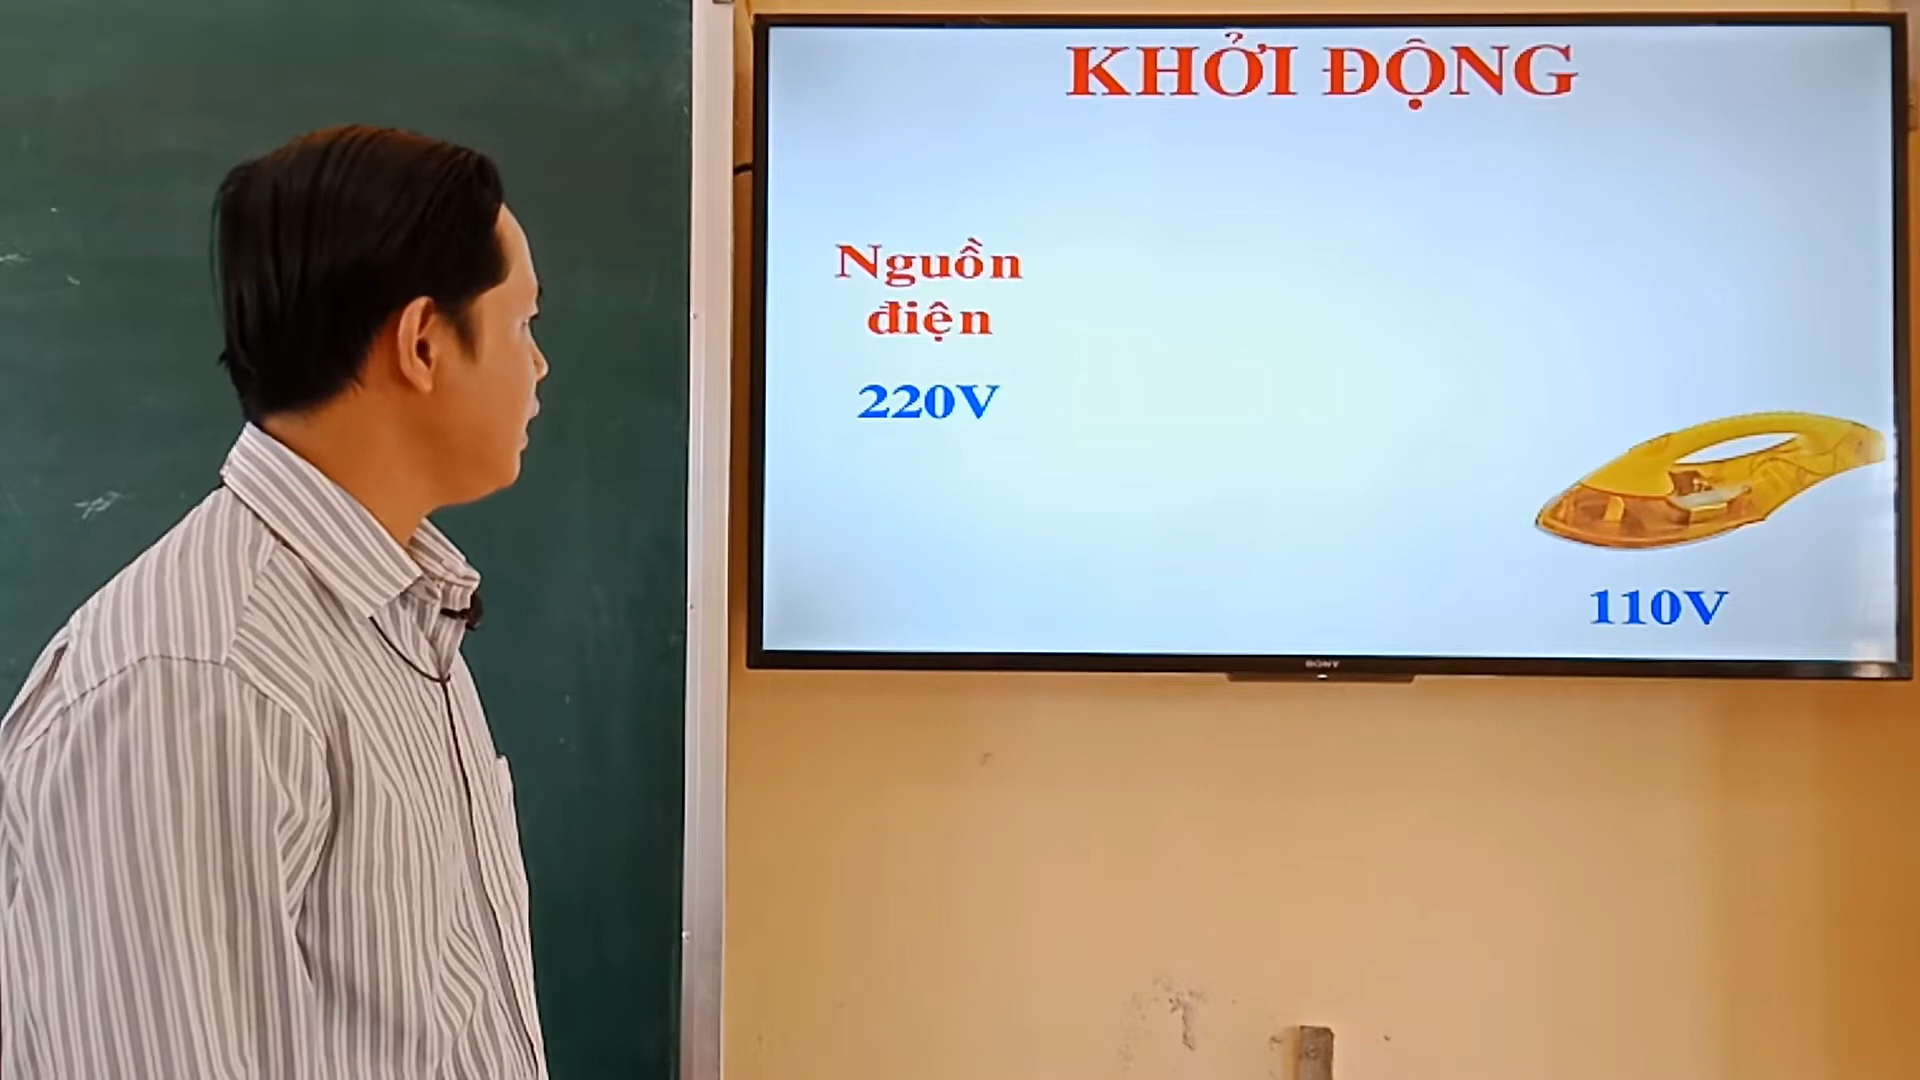 KHỞI ĐỘNG
Nguồn
điện
220V
110V
SONY